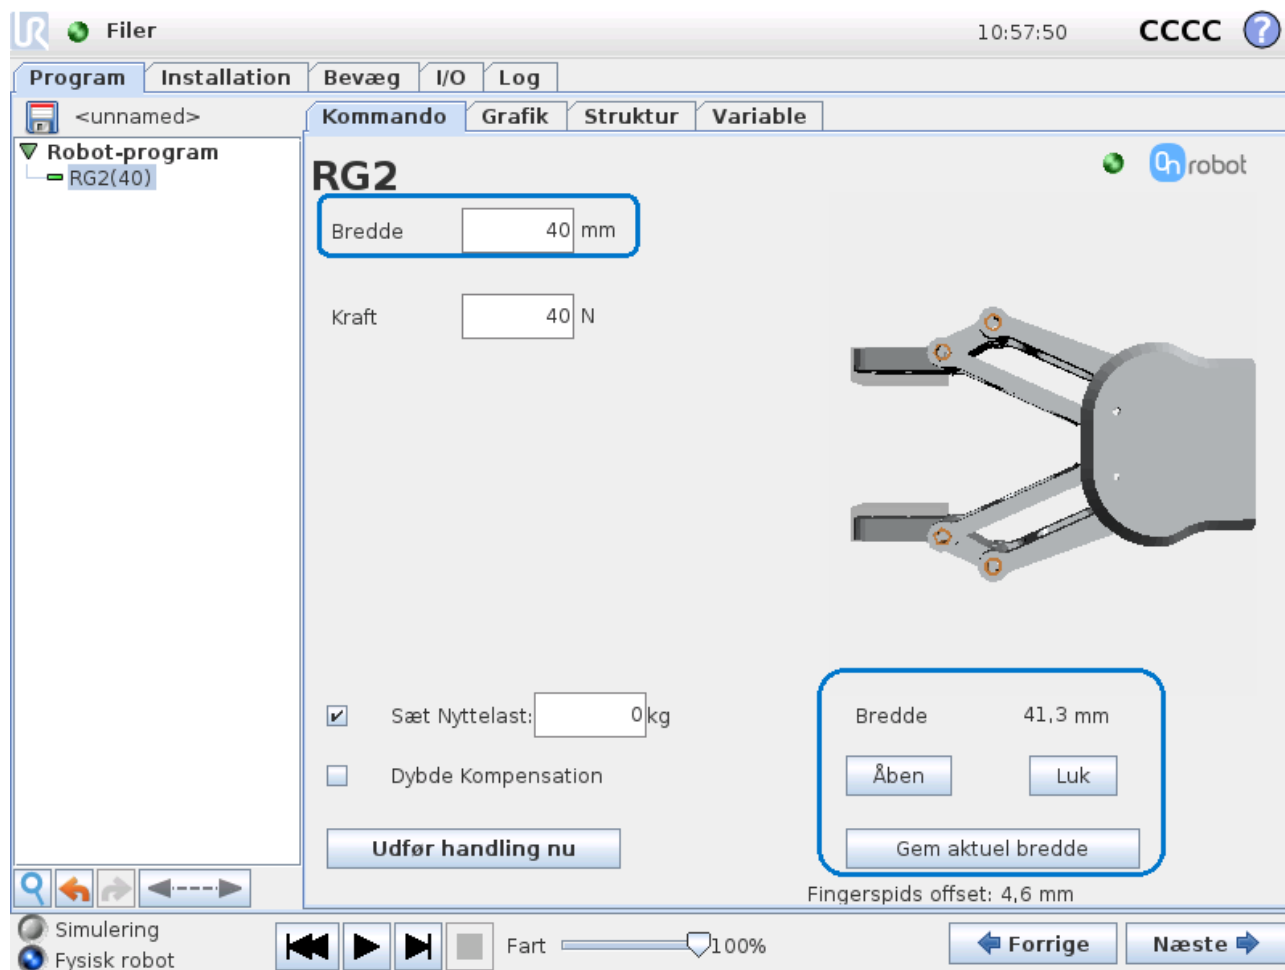 UR Filer 10:57:50 CCCC ?
Program Installation Bevæg I/O Log
<unnamed>
Kommando Grafik Struktur Variable
Robot-program
RG2(40)
RG2
On robot
Bredde 40 mm
Kraft 40 N
Sæt Nyttelast: 0 kg
Dybde Kompensation
Udfør handling nu
Bredde 41,3 mm
Åben Luk
Gem aktuel bredde
Fingerspids offset: 4,6 mm
Simulering
Fysisk robot
Fart 100%
Forrige Næste